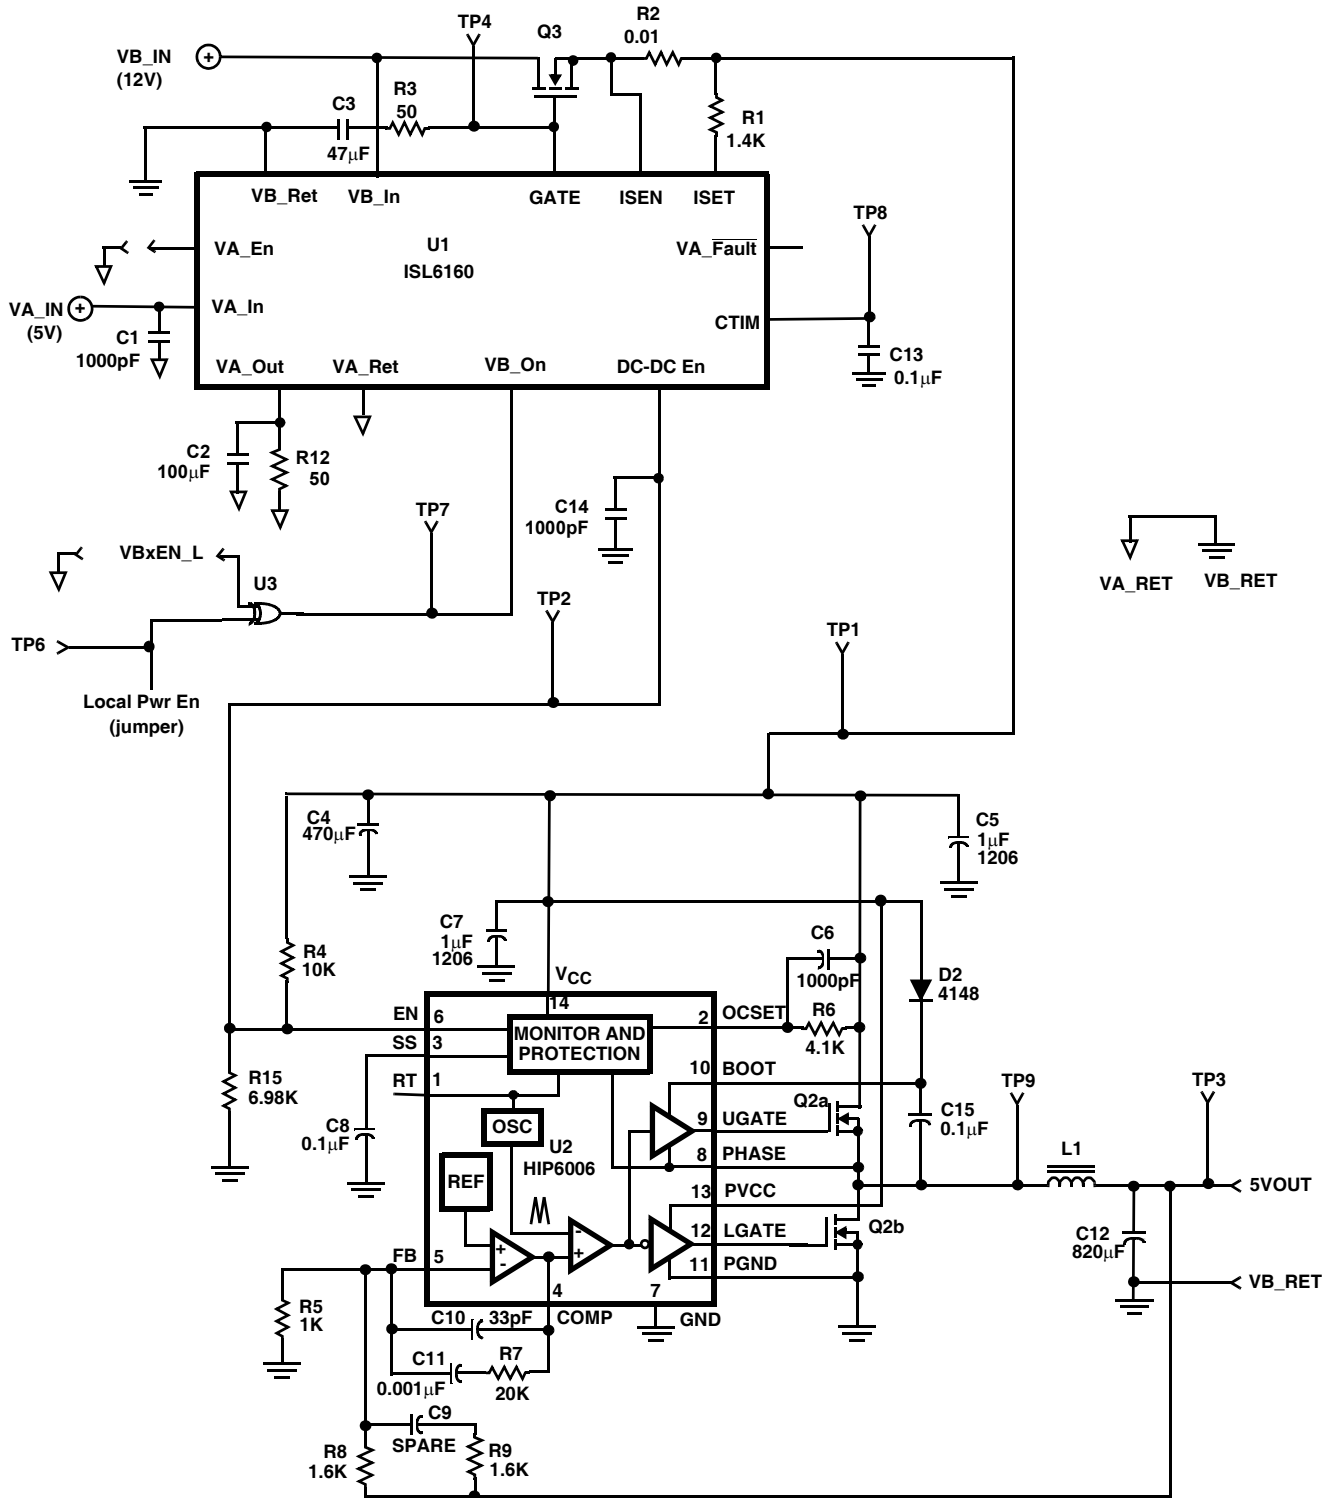 TP4
Q3
R2
0.01
VB_IN
(12V)
C3
47µF
R3
50
R1
1.4K
VB_Ret
VB_In
GATE
ISEN
ISET
VA_En
U1
ISL6160
VA_Fault
TP8
VA_IN
(5V)
VA_In
C1
1000pF
CTIM
C13
0.1µF
VA_Out
VA_Ret
VB_On
DC-DC En
C2
100µF
R12
50
C14
1000pF
TP7
VBxEN_L
U3
VA_RET
VB_RET
TP2
TP6
TP1
Local Pwr En
(jumper)
C4
470µF
C5
1µF
1206
C7
1µF
1206
C6
1000pF
R4
10K
VCC
14
D2
4148
EN
6
MONITOR AND
PROTECTION
2
OCSET
R6
4.1K
SS
3
RT
1
10
BOOT
R15
6.98K
C8
0.1µF
OSC
U2
HIP6006
9
UGATE
Q2a
C15
0.1µF
TP9
TP3
L1
8
PHASE
REF
13
PVCC
5VOUT
12
LGATE
Q2b
C12
820µF
+
-
-
+
FB
5
11
PGND
VB_RET
4
COMP
7
GND
R5
1K
C10
33pF
C11
0.001µF
R7
20K
C9
SPARE
R8
1.6K
R9
1.6K